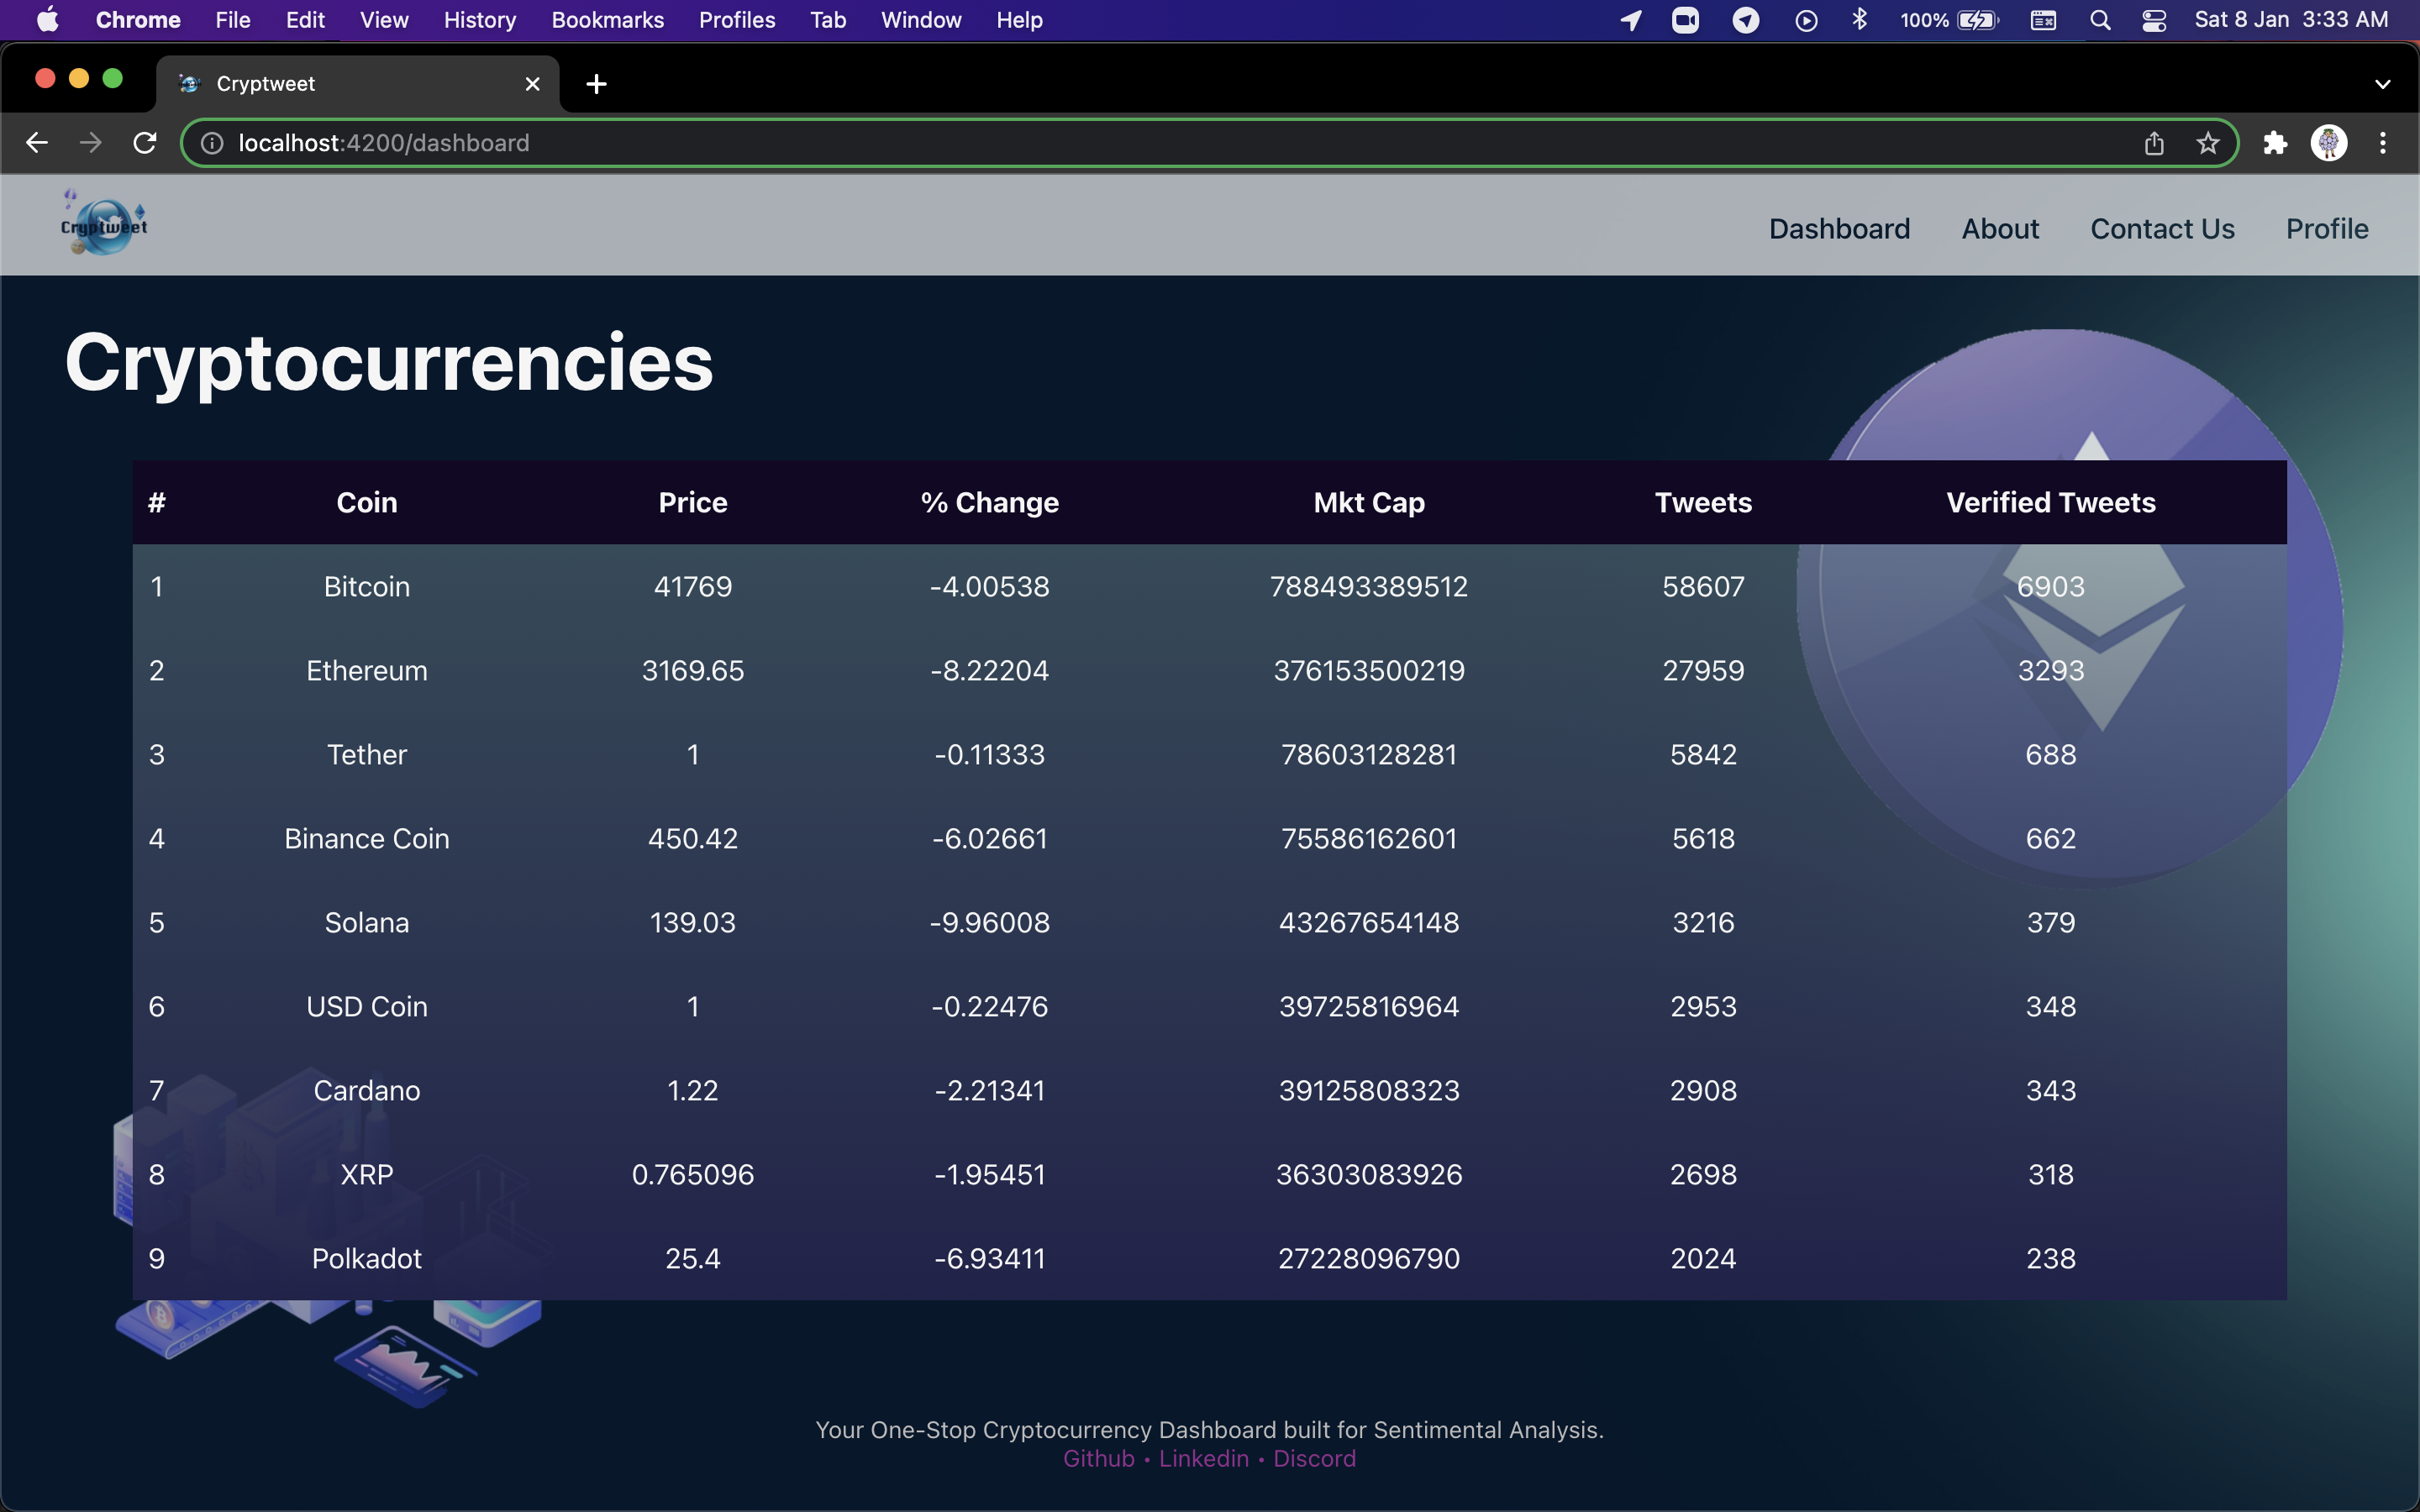 Chrome File Edit View History Bookmarks Profiles Tab Window Help 100% Sat 8 Jan 3:33 AM
Cryptweet
localhost:4200/dashboard
Cryptweet Dashboard About Contact Us Profile
Cryptocurrencies
# Coin Price % Change Mkt Cap Tweets Verified Tweets
1 Bitcoin 41769 -4.00538 788493389512 58607 6903
2 Ethereum 3169.65 -8.22204 376153500219 27959 3293
3 Tether 1 -0.11333 78603128281 5842 688
4 Binance Coin 450.42 -6.02661 75586162601 5618 662
5 Solana 139.03 -9.96008 43267654148 3216 379
6 USD Coin 1 -0.22476 39725816964 2953 348
7 Cardano 1.22 -2.21341 39125808323 2908 343
8 XRP 0.765096 -1.95451 36303083926 2698 318
9 Polkadot 25.4 -6.93411 27228096790 2024 238
Your One-Stop Cryptocurrency Dashboard built for Sentimental Analysis.
Github • Linkedin • Discord